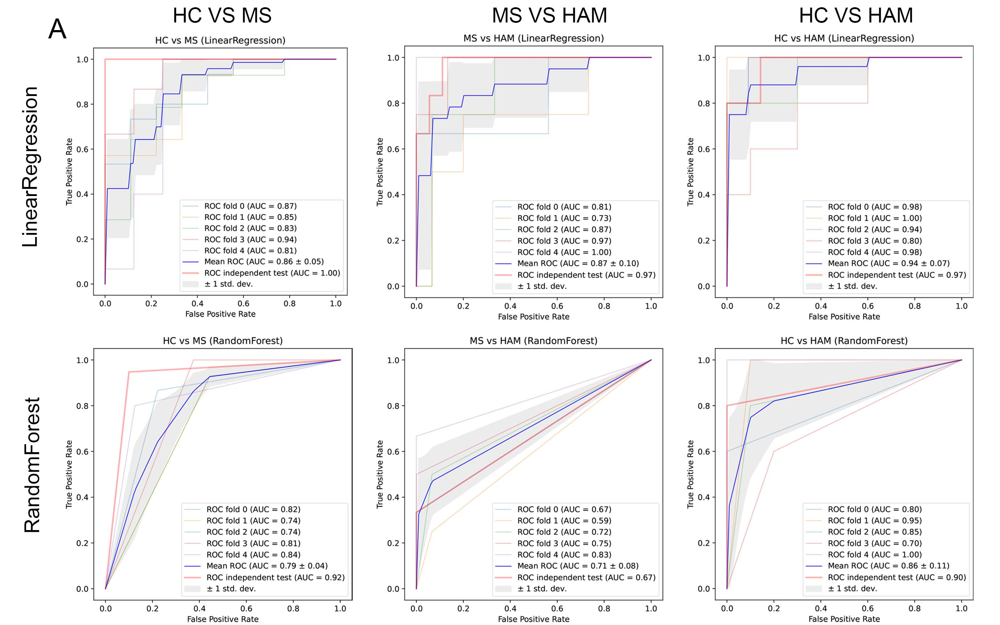 A
HC VS MS
MS VS HAM
HC VS HAM
LinearRegression
HC vs MS (LinearRegression)
True Positive Rate
1.0
0.8
0.6
0.4
0.2
0.0
ROC fold 0 (AUC = 0.87)
ROC fold 1 (AUC = 0.85)
ROC fold 2 (AUC = 0.83)
ROC fold 3 (AUC = 0.94)
ROC fold 4 (AUC = 0.81)
Mean ROC (AUC = 0.86 ± 0.05)
ROC independent test (AUC = 1.00)
± 1 std. dev.
0.0 0.2 0.4 0.6 0.8 1.0
False Positive Rate
MS vs HAM (LinearRegression)
True Positive Rate
1.0
0.8
0.6
0.4
0.2
0.0
ROC fold 0 (AUC = 0.81)
ROC fold 1 (AUC = 0.73)
ROC fold 2 (AUC = 0.87)
ROC fold 3 (AUC = 0.97)
ROC fold 4 (AUC = 1.00)
Mean ROC (AUC = 0.87 ± 0.10)
ROC independent test (AUC = 0.97)
± 1 std. dev.
0.0 0.2 0.4 0.6 0.8 1.0
False Positive Rate
HC vs HAM (LinearRegression)
True Positive Rate
1.0
0.8
0.6
0.4
0.2
0.0
ROC fold 0 (AUC = 0.98)
ROC fold 1 (AUC = 1.00)
ROC fold 2 (AUC = 0.94)
ROC fold 3 (AUC = 0.80)
ROC fold 4 (AUC = 0.98)
Mean ROC (AUC = 0.94 ± 0.07)
ROC independent test (AUC = 0.97)
± 1 std. dev.
0.0 0.2 0.4 0.6 0.8 1.0
False Positive Rate
RandomForest
HC vs MS (RandomForest)
True Positive Rate
1.0
0.8
0.6
0.4
0.2
0.0
ROC fold 0 (AUC = 0.82)
ROC fold 1 (AUC = 0.74)
ROC fold 2 (AUC = 0.74)
ROC fold 3 (AUC = 0.81)
ROC fold 4 (AUC = 0.84)
Mean ROC (AUC = 0.79 ± 0.04)
ROC independent test (AUC = 0.92)
± 1 std. dev.
0.0 0.2 0.4 0.6 0.8 1.0
False Positive Rate
MS vs HAM (RandomForest)
True Positive Rate
1.0
0.8
0.6
0.4
0.2
0.0
ROC fold 0 (AUC = 0.67)
ROC fold 1 (AUC = 0.59)
ROC fold 2 (AUC = 0.72)
ROC fold 3 (AUC = 0.75)
ROC fold 4 (AUC = 0.83)
Mean ROC (AUC = 0.71 ± 0.08)
ROC independent test (AUC = 0.67)
± 1 std. dev.
0.0 0.2 0.4 0.6 0.8 1.0
False Positive Rate
HC vs HAM (RandomForest)
True Positive Rate
1.0
0.8
0.6
0.4
0.2
0.0
ROC fold 0 (AUC = 0.80)
ROC fold 1 (AUC = 0.95)
ROC fold 2 (AUC = 0.85)
ROC fold 3 (AUC = 0.70)
ROC fold 4 (AUC = 1.00)
Mean ROC (AUC = 0.86 ± 0.11)
ROC independent test (AUC = 0.90)
± 1 std. dev.
0.0 0.2 0.4 0.6 0.8 1.0
False Positive Rate